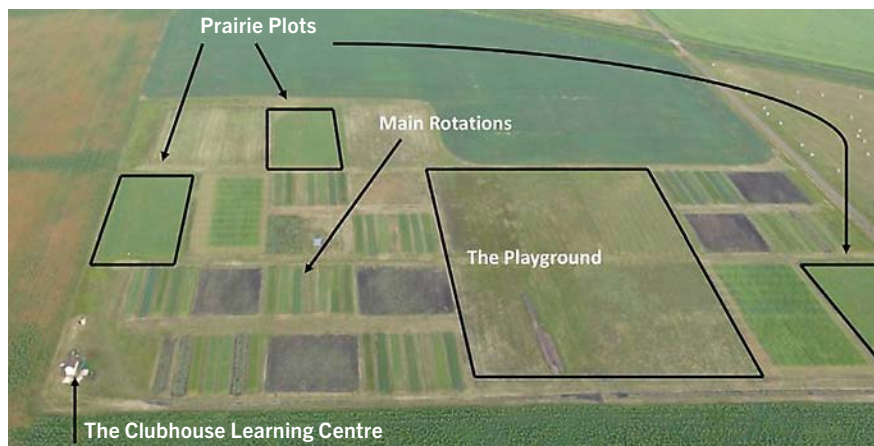 Prairie Plots
Main Rotations
The Playground
The Clubhouse Learning Centre